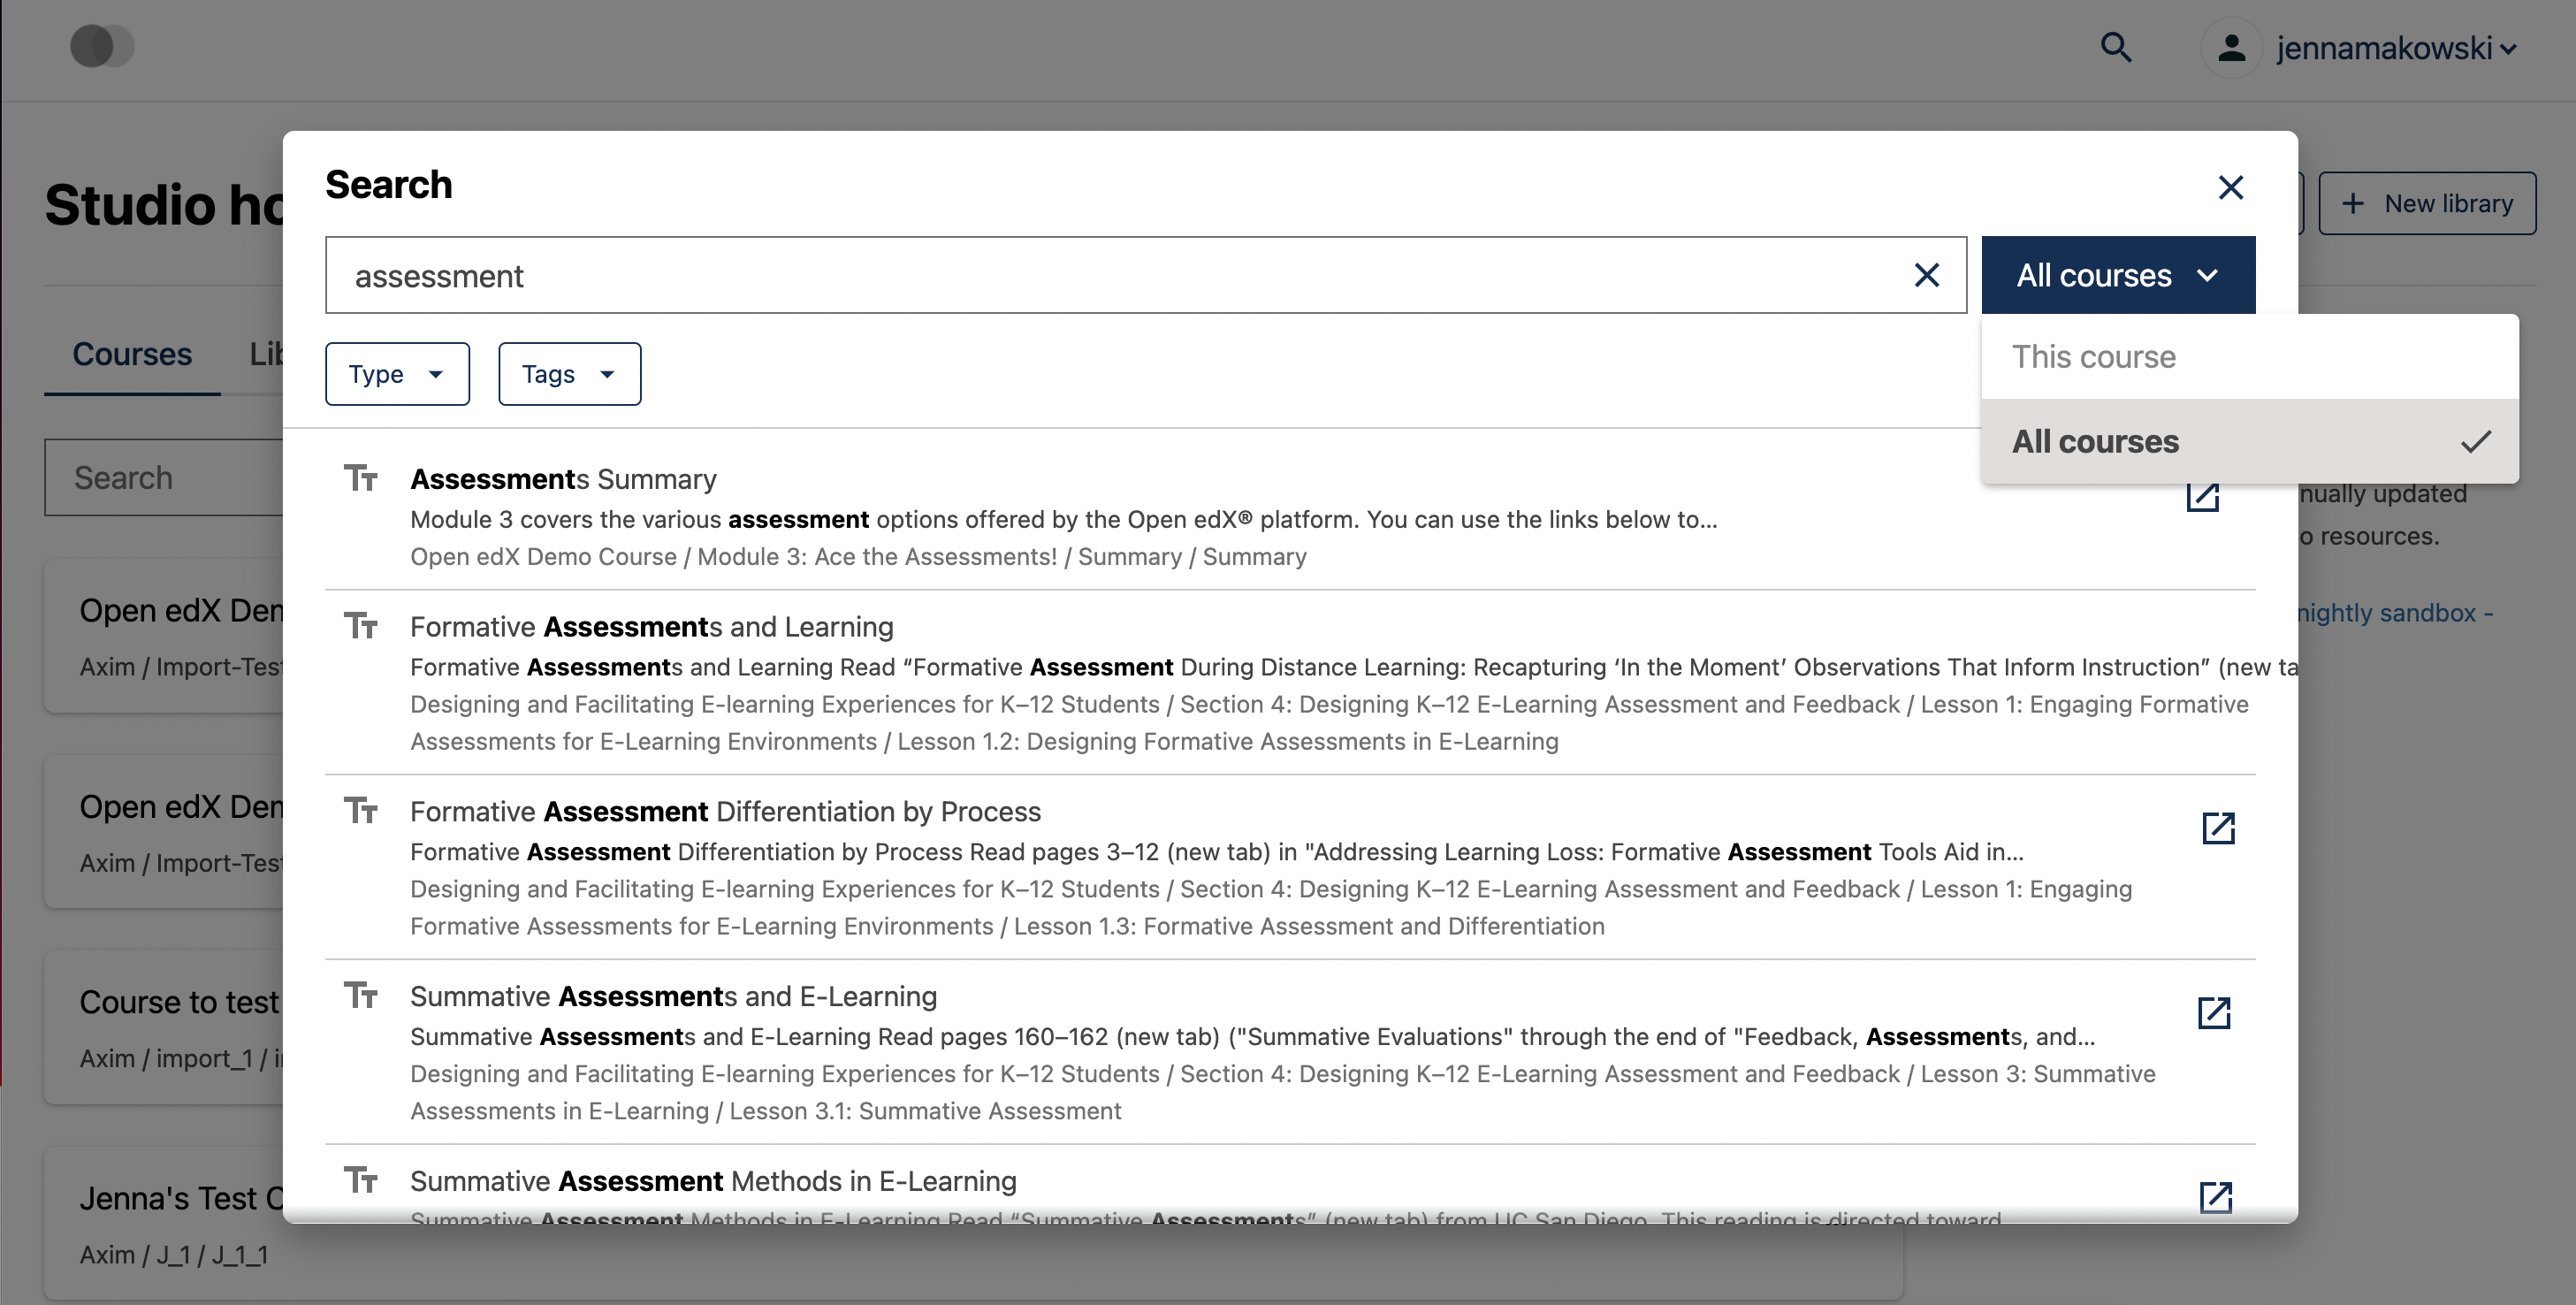 jennamakowski
Studio ho
New library
Courses
Lib
Search
Open edX Dem
Axim / Import-Test
Open edX Dem
Axim / Import-Test
Course to test
Axim / import_1 / i
Jenna's Test C
Axim / J_1 / J_1_1
nually updated
o resources.
nightly sandbox -
Search
assessment
All courses
This course
All courses
Type
Tags
Assessments Summary
Module 3 covers the various assessment options offered by the Open edX® platform. You can use the links below to...
Open edX Demo Course / Module 3: Ace the Assessments! / Summary / Summary
Formative Assessments and Learning
Formative Assessments and Learning Read “Formative Assessment During Distance Learning: Recapturing ‘In the Moment’ Observations That Inform Instruction” (new ta
Designing and Facilitating E-learning Experiences for K–12 Students / Section 4: Designing K–12 E-Learning Assessment and Feedback / Lesson 1: Engaging Formative
Assessments for E-Learning Environments / Lesson 1.2: Designing Formative Assessments in E-Learning
Formative Assessment Differentiation by Process
Formative Assessment Differentiation by Process Read pages 3–12 (new tab) in "Addressing Learning Loss: Formative Assessment Tools Aid in...
Designing and Facilitating E-learning Experiences for K–12 Students / Section 4: Designing K–12 E-Learning Assessment and Feedback / Lesson 1: Engaging
Formative Assessments for E-Learning Environments / Lesson 1.3: Formative Assessment and Differentiation
Summative Assessments and E-Learning
Summative Assessments and E-Learning Read pages 160–162 (new tab) ("Summative Evaluations" through the end of "Feedback, Assessments, and...
Designing and Facilitating E-learning Experiences for K–12 Students / Section 4: Designing K–12 E-Learning Assessment and Feedback / Lesson 3: Summative
Assessments in E-Learning / Lesson 3.1: Summative Assessment
Summative Assessment Methods in E-Learning
Summative Assessment Methods in E-Learning Read “Summative Assessments” (new tab) from UC San Diego. This reading is directed toward